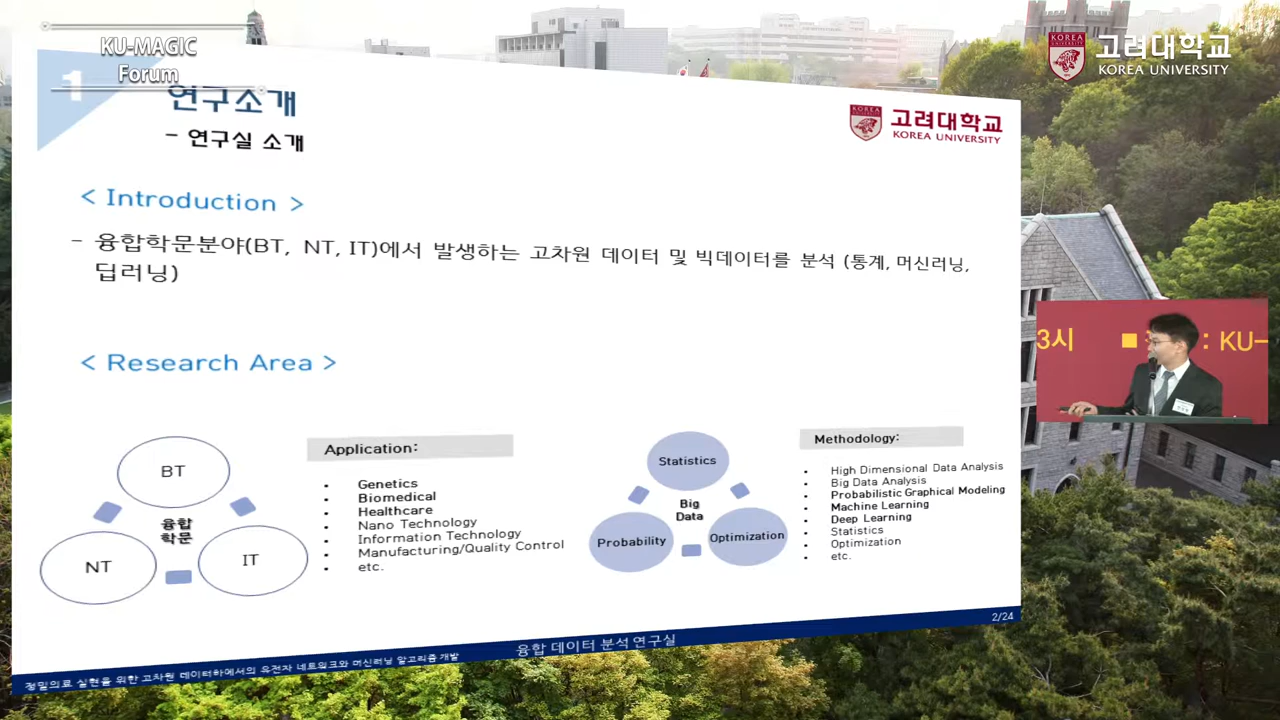 KU-MAGIC
Forum
KOREA
고려대학교
KOREA UNIVERSITY
1
연구소개
- 연구실 소개
KOREA
고려대학교
KOREA UNIVERSITY
< Introduction >
- 융합학문분야(BT, NT, IT)에서 발생하는 고차원 데이터 및 빅데이터를 분석 (통계, 머신러닝,
딥러닝)
3시
: KU-
< Research Area >
BT
NT
IT
융합
학문
Application:
• Genetics
• Biomedical
• Healthcare
• Nano Technology
• Information Technology
• Manufacturing/Quality Control
• etc.
Statistics
Probability
Optimization
Big
Data
Methodology:
• High Dimensional Data Analysis
• Big Data Analysis
• Probabilistic Graphical Modeling
• Machine Learning
• Deep Learning
• Statistics
• Optimization
• etc.
정밀의료 실현을 위한 고차원 데이터하에서의 유전자 네트워크와 머신러닝 알고리즘 개발
융합 데이터 분석 연구실
2/24